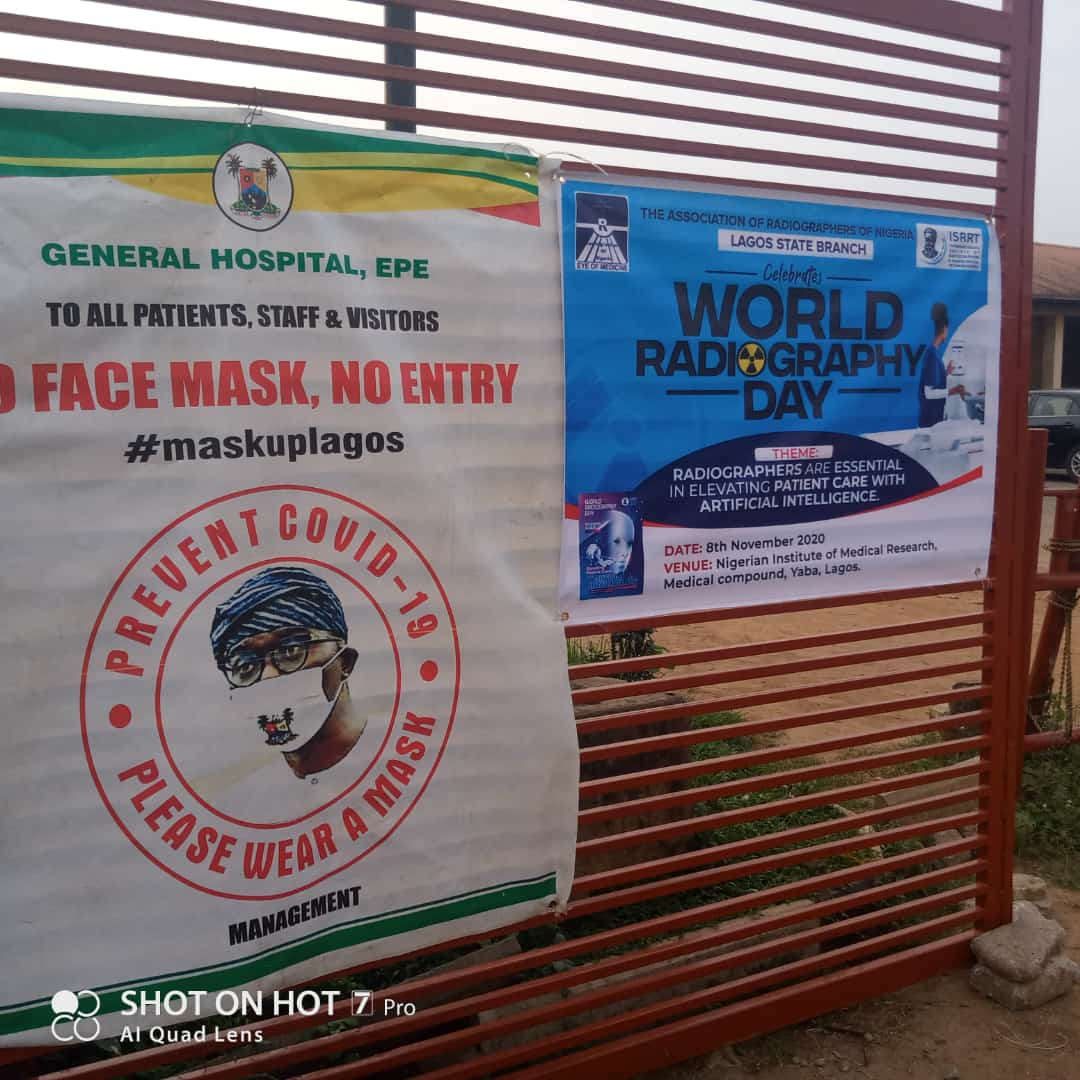 GENERAL HOSPITAL, EPE
TO ALL PATIENTS, STAFF & VISITORS
FACE MASK, NO ENTRY
#maskuplagos
PREVENT COVID-19
PLEASE WEAR A MASK
MANAGEMENT
THE ASSOCIATION OF RADIOGRAPHERS OF NIGERIA
LAGOS STATE BRANCH
R
EYE OF MEDICINE
ISRRT
Celebrates
WORLD
RADIOGRAPHY
DAY
THEME:
RADIOGRAPHERS ARE ESSENTIAL
IN ELEVATING PATIENT CARE WITH
ARTIFICIAL INTELLIGENCE.
DATE: 8th November 2020
VENUE: Nigerian Institute of Medical Research,
Medical compound, Yaba, Lagos.
SHOT ON HOT 7 Pro
AI Quad Lens